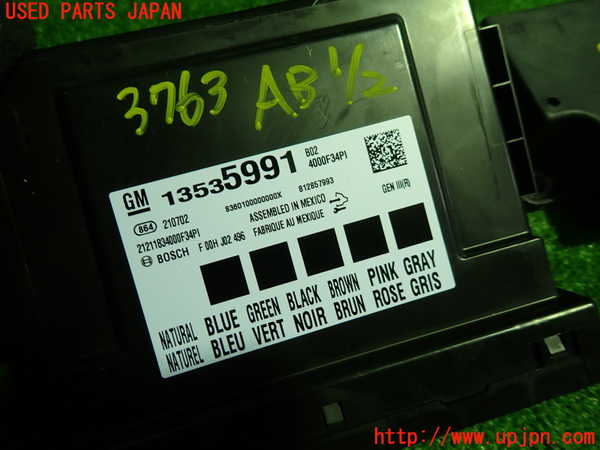 USED PARTS JAPAN
3763 AB 1/2
GM 13535991 B02
4000F34PI
864 210702 8360100000000X 812857993
21211834000F34PI ASSEMBLED IN MEXICO GEN III(R)
BOSCH F 00H J02 496 FABRIQUE AU MEXIQUE
NATURAL BLUE GREEN BLACK BROWN PINK GRAY
NATUREL BLEU VERT NOIR BRUN ROSE GRIS
http://www.upjpn.com/